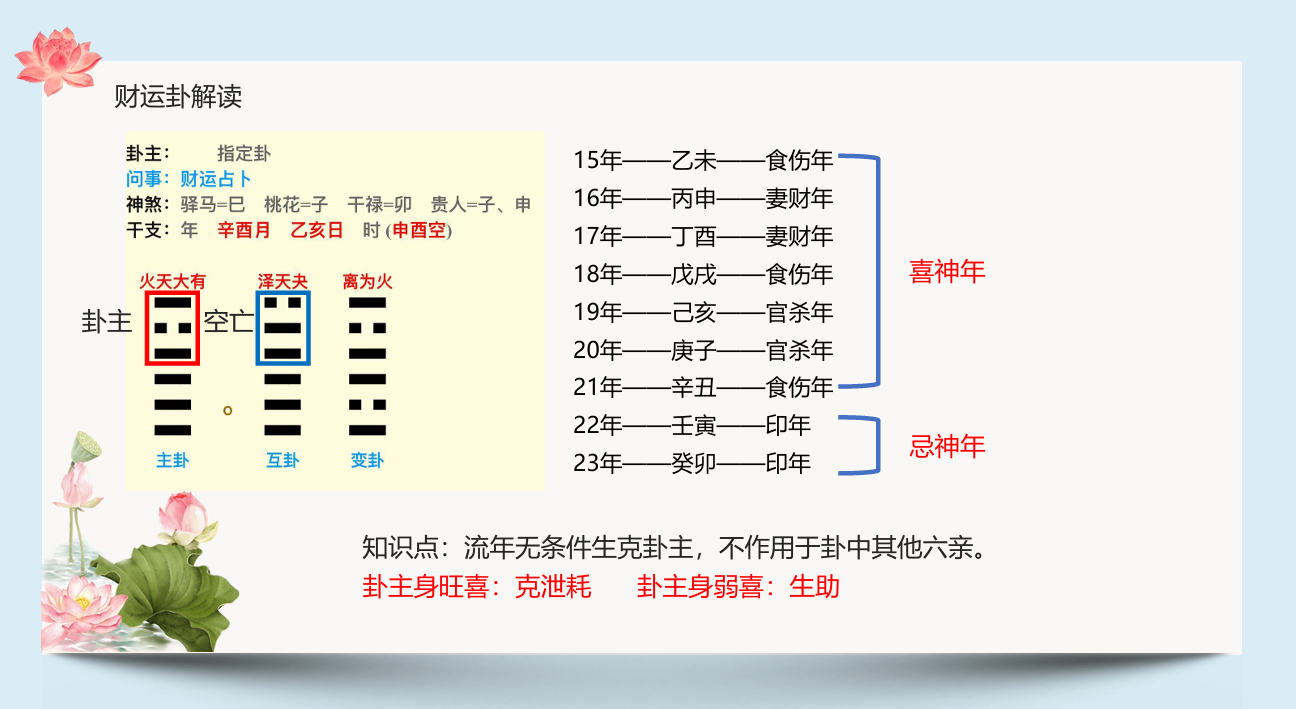 财运卦解读
卦主： 指定卦
问事：财运占卜
神煞：驿马=巳 桃花=子 干禄=卯 贵人=子、申
干支：年 辛酉月 乙亥日 时 (申酉空)
火天大有 泽天夬 离为火
卦主 空亡
主卦 互卦 变卦
15年——乙未——食伤年
16年——丙申——妻财年
17年——丁酉——妻财年
18年——戊戌——食伤年
19年——己亥——官杀年
20年——庚子——官杀年
21年——辛丑——食伤年
喜神年
22年——壬寅——印年
23年——癸卯——印年
忌神年
知识点：流年无条件生克卦主，不作用于卦中其他六亲。
卦主身旺喜：克泄耗 卦主身弱喜：生助